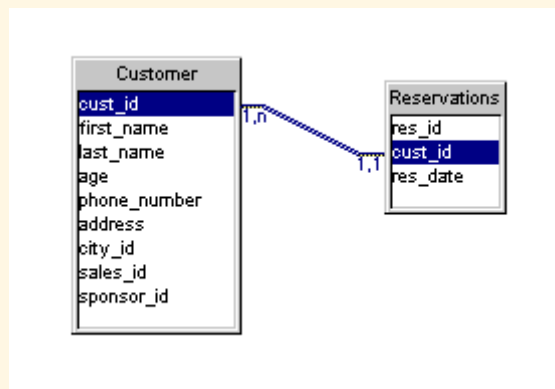 Customer
cust_id
first_name
last_name
age
phone_number
address
city_id
sales_id
sponsor_id
1,n
1,1
Reservations
res_id
cust_id
res_date